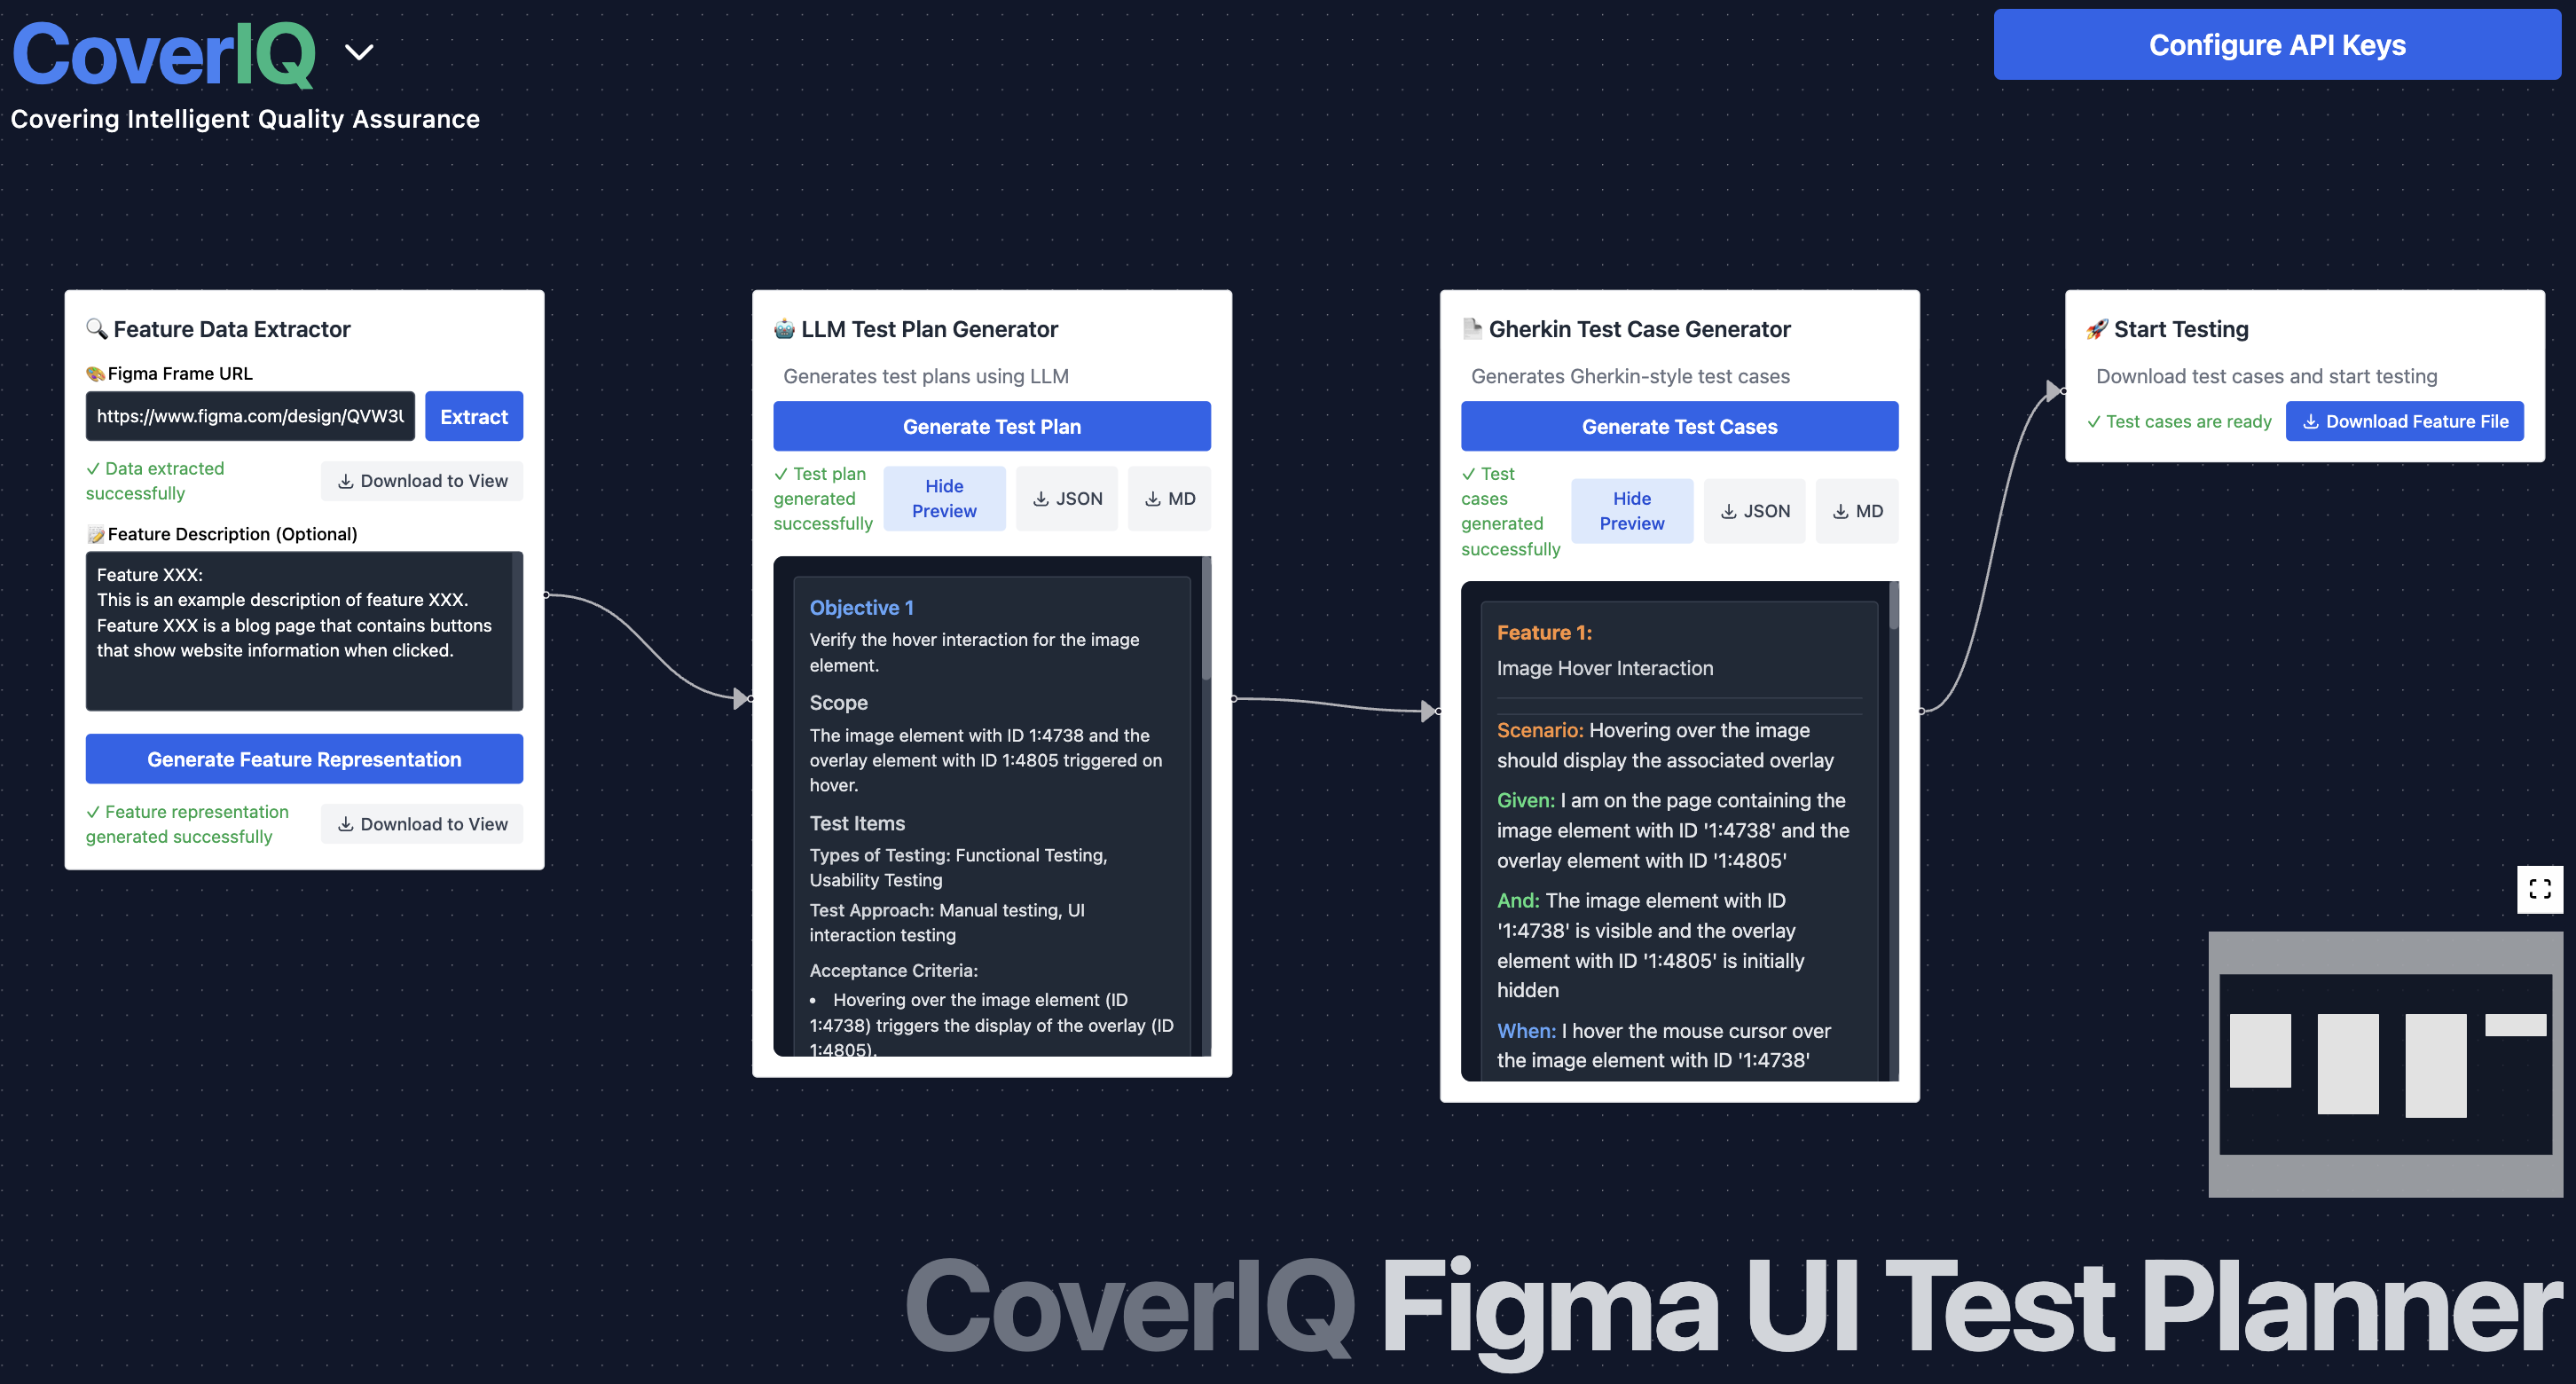 CoverIQ
Covering Intelligent Quality Assurance
Configure API Keys
Feature Data Extractor
Figma Frame URL
https://www.figma.com/design/QVW3U
Extract
✓ Data extracted
successfully
Download to View
Feature Description (Optional)
Feature XXX:
This is an example description of feature XXX.
Feature XXX is a blog page that contains buttons
that show website information when clicked.
Generate Feature Representation
✓ Feature representation
generated successfully
Download to View
LLM Test Plan Generator
Generates test plans using LLM
Generate Test Plan
✓ Test plan
generated
successfully
Hide
Preview
JSON
MD
Objective 1
Verify the hover interaction for the image
element.
Scope
The image element with ID 1:4738 and the
overlay element with ID 1:4805 triggered on
hover.
Test Items
Types of Testing: Functional Testing,
Usability Testing
Test Approach: Manual testing, UI
interaction testing
Acceptance Criteria:
• Hovering over the image element (ID
1:4738) triggers the display of the overlay (ID
1:4805).
Gherkin Test Case Generator
Generates Gherkin-style test cases
Generate Test Cases
✓ Test
cases
generated
successfully
Hide
Preview
JSON
MD
Feature 1:
Image Hover Interaction
Scenario: Hovering over the image
should display the associated overlay
Given: I am on the page containing the
image element with ID '1:4738' and the
overlay element with ID '1:4805'
And: The image element with ID
'1:4738' is visible and the overlay
element with ID '1:4805' is initially
hidden
When: I hover the mouse cursor over
the image element with ID '1:4738'
Start Testing
Download test cases and start testing
✓ Test cases are ready
Download Feature File
CoverIQ Figma UI Test Planner